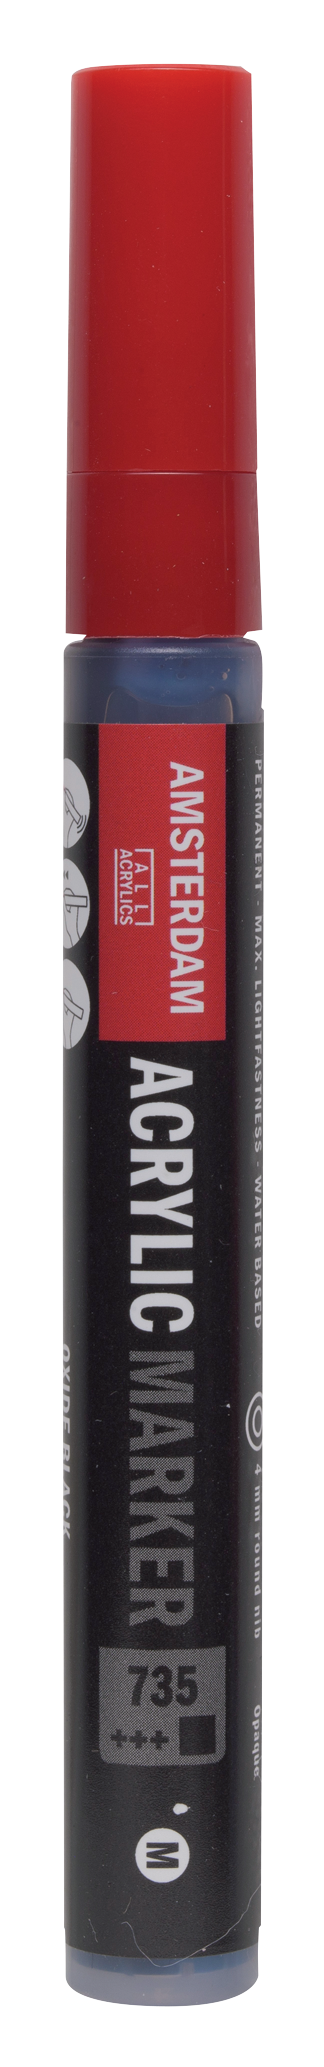 AMSTERDAM
ALL
ACRYLICS
ACRYLIC MARKER
735
+++
M
PERMANENT - MAX. LIGHTFASTNESS - WATER BASED
4 mm round nib
Opaque
OXIDE BLACK